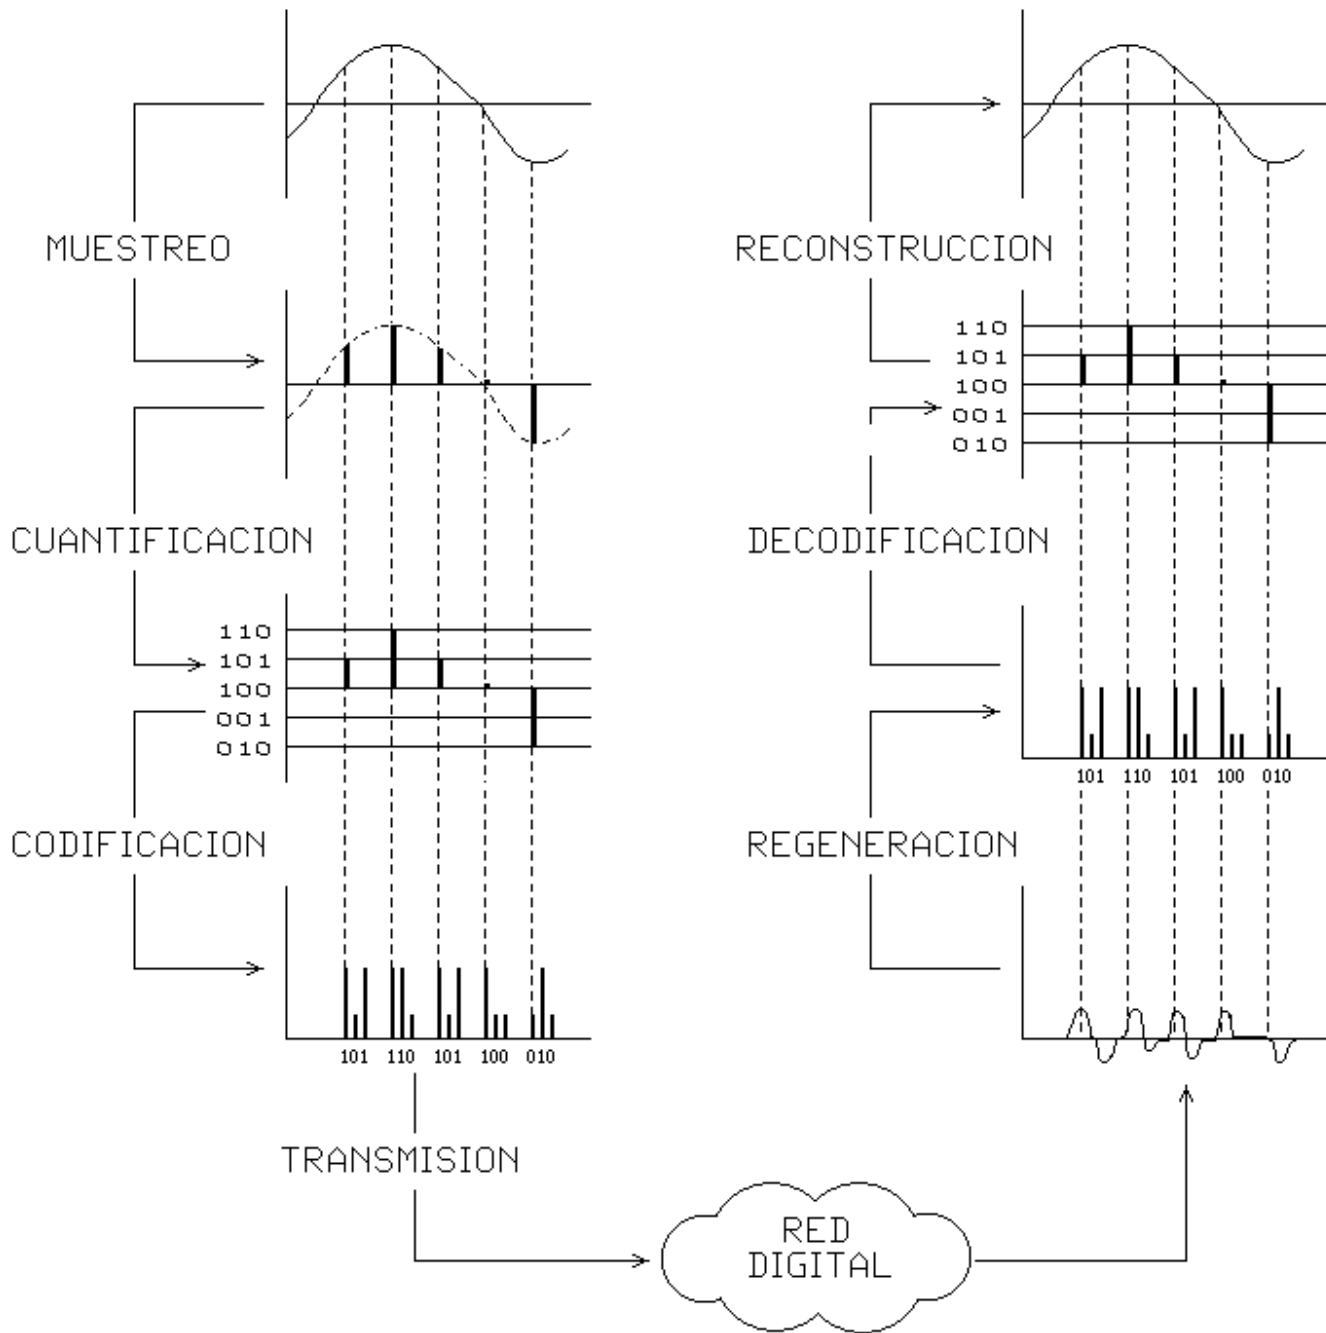 MUESTREO
CUANTIFICACION
110
101
100
001
010
CODIFICACION
101 110 101 100 010
TRANSMISION
RED
DIGITAL
RECONSTRUCCION
110
101
100
001
010
DECODIFICACION
101 110 101 100 010
REGENERACION